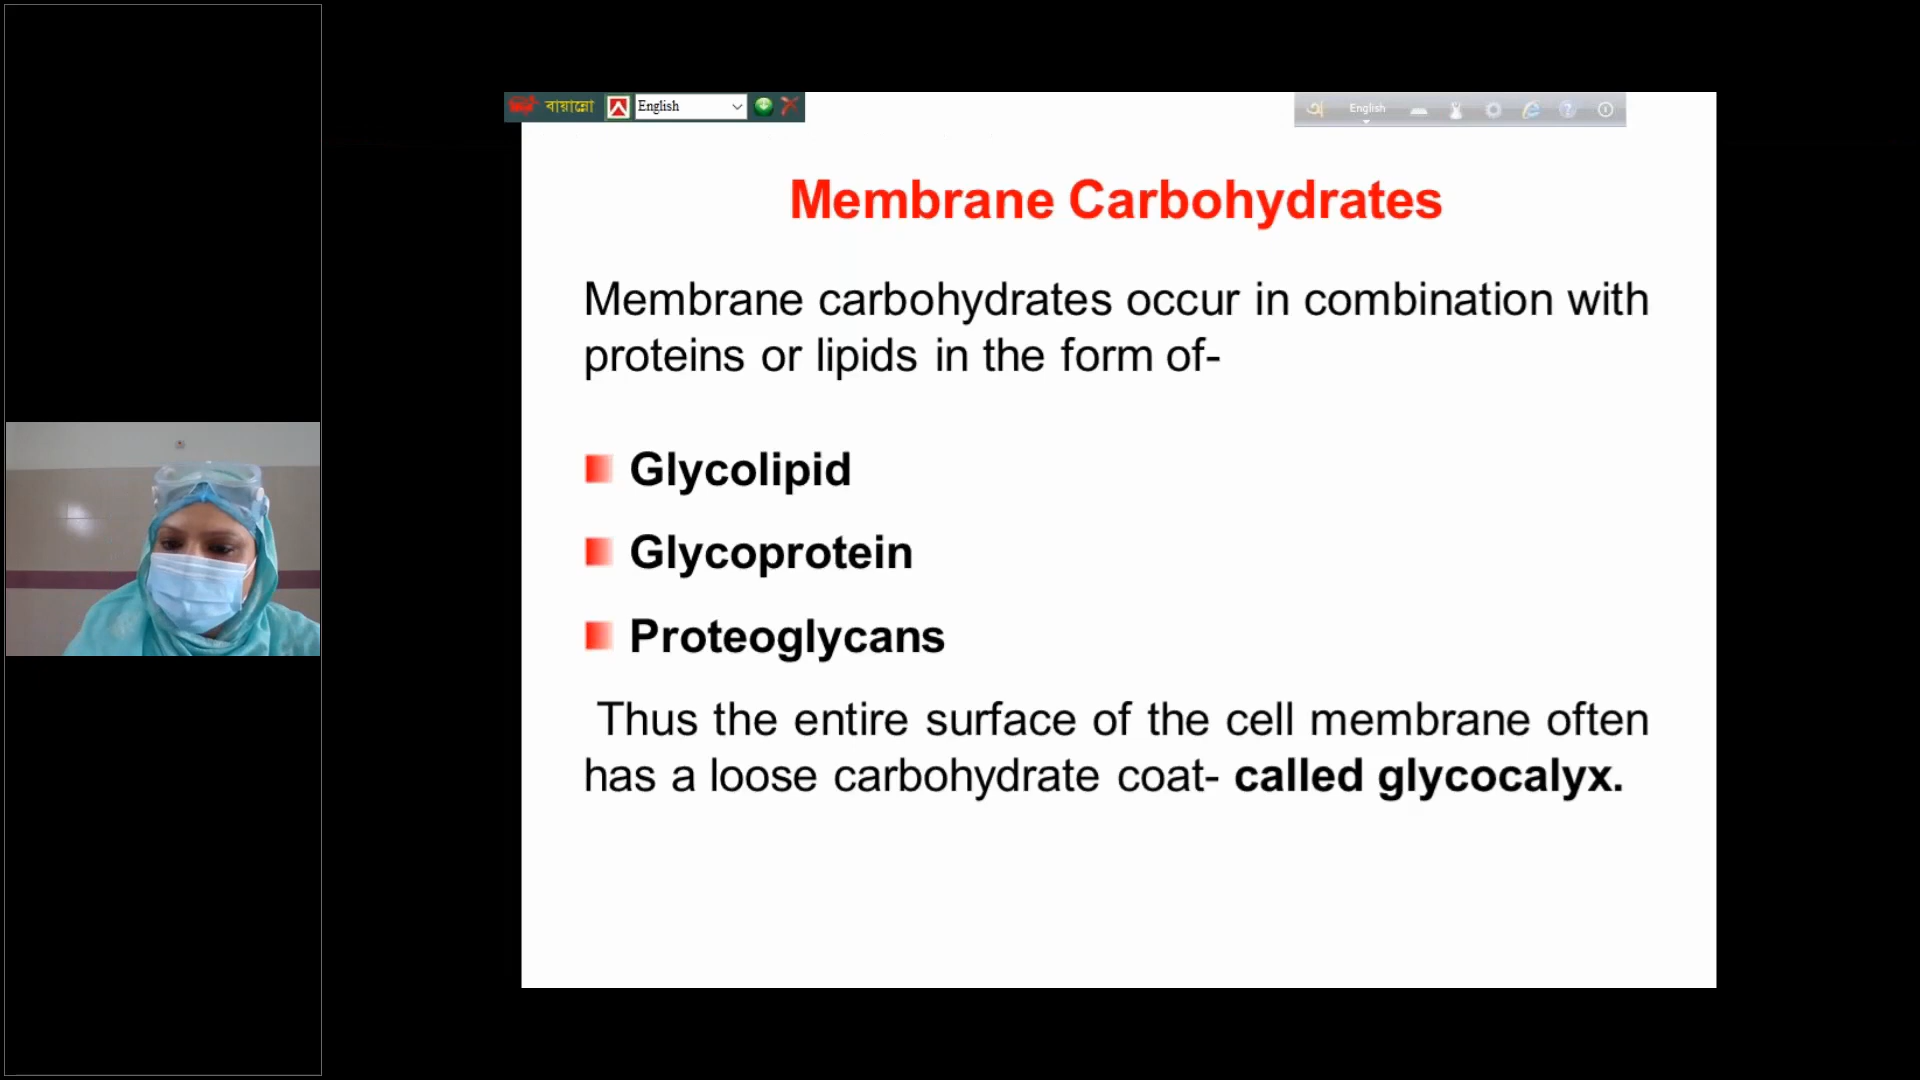 বায়ান্নো English
অ English
Membrane Carbohydrates
Membrane carbohydrates occur in combination with
proteins or lipids in the form of-
Glycolipid
Glycoprotein
Proteoglycans
Thus the entire surface of the cell membrane often
has a loose carbohydrate coat- called glycocalyx.